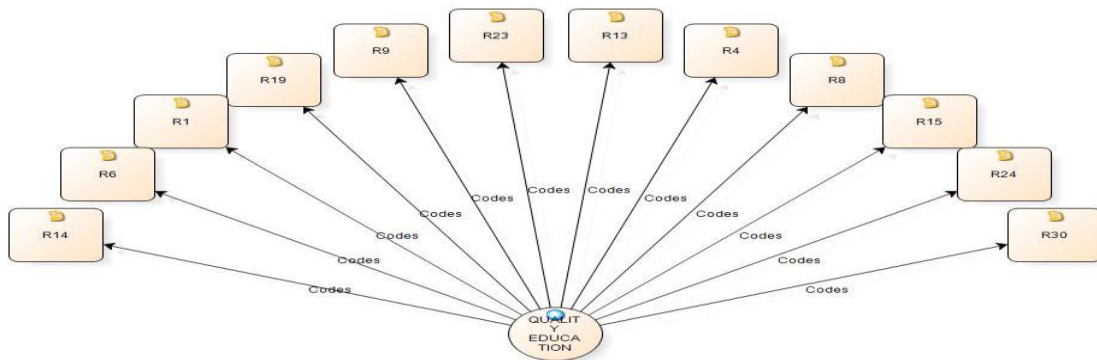 R23
R13
R9
R4
R19
R8
R1
R15
R6
R24
R14
R30
Codes
Codes
Codes
Codes
Codes
Codes
Codes
Codes
Codes
Codes
Codes
Codes
QUALIT
Y
EDUCA
TION